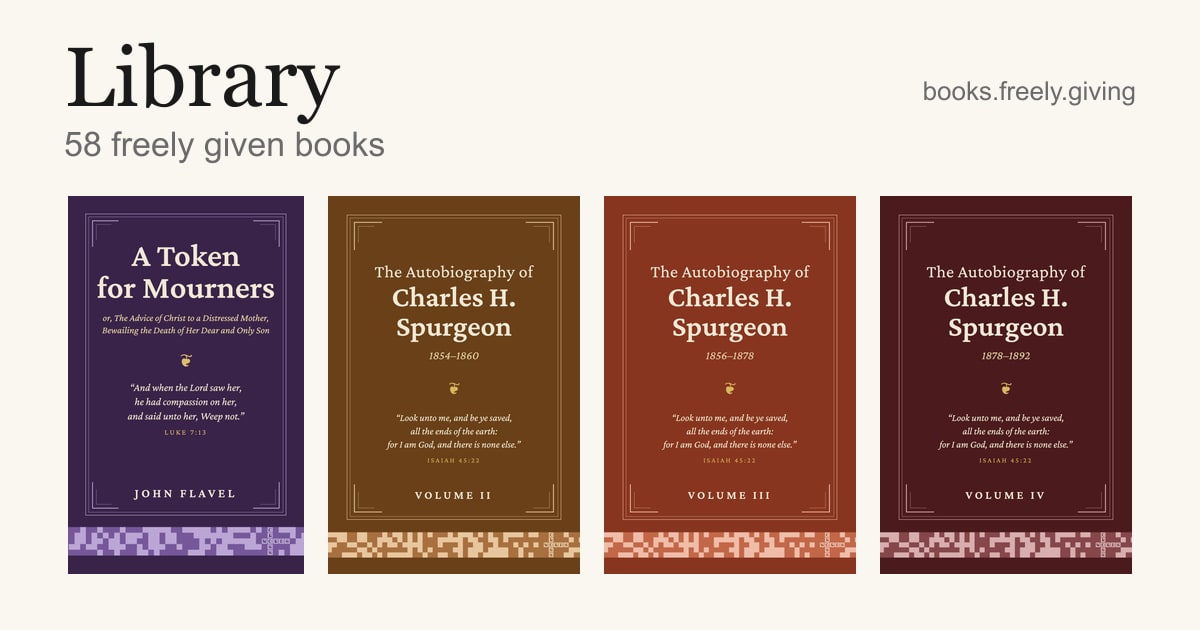 Library
58 freely given books
books.freely.giving
A Token
for Mourners
or, The Advice of Christ to a Distressed Mother,
Bewailing the Death of Her Dear and Only Son
“And when the Lord saw her,
he had compassion on her,
and said unto her, Weep not.”
LUKE 7:13
JOHN FLAVEL
The Autobiography of
Charles H.
Spurgeon
1854–1860
“Look unto me, and be ye saved,
all the ends of the earth:
for I am God, and there is none else.”
ISAIAH 45:22
VOLUME II
The Autobiography of
Charles H.
Spurgeon
1856–1878
“Look unto me, and be ye saved,
all the ends of the earth:
for I am God, and there is none else.”
ISAIAH 45:22
VOLUME III
The Autobiography of
Charles H.
Spurgeon
1878–1892
“Look unto me, and be ye saved,
all the ends of the earth:
for I am God, and there is none else.”
ISAIAH 45:22
VOLUME IV